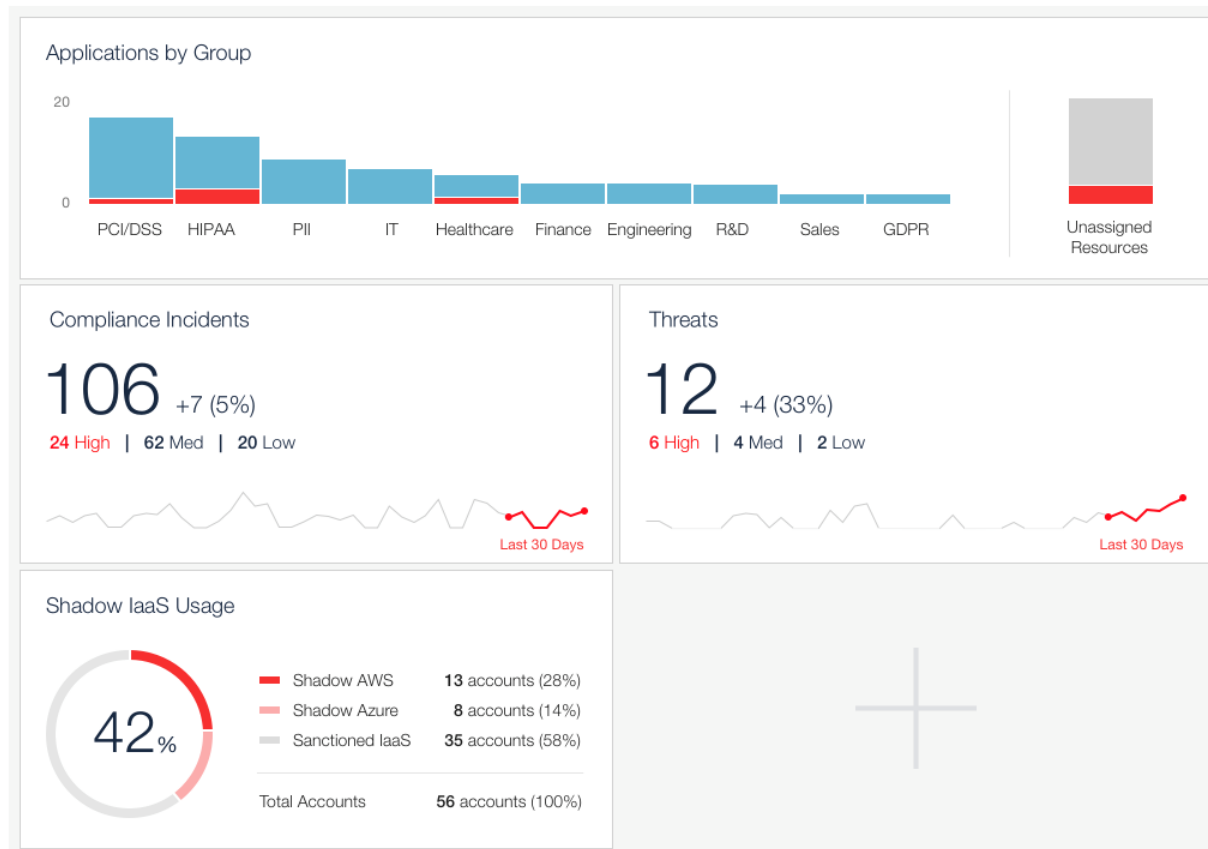 Applications by Group
20
0
PCI/DSS HIPAA PII IT Healthcare Finance Engineering R&D Sales GDPR
Unassigned
Resources
Compliance Incidents
106 +7 (5%)
24 High | 62 Med | 20 Low
Last 30 Days
Threats
12 +4 (33%)
6 High | 4 Med | 2 Low
Last 30 Days
Shadow IaaS Usage
42%
Shadow AWS 13 accounts (28%)
Shadow Azure 8 accounts (14%)
Sanctioned IaaS 35 accounts (58%)
Total Accounts 56 accounts (100%)